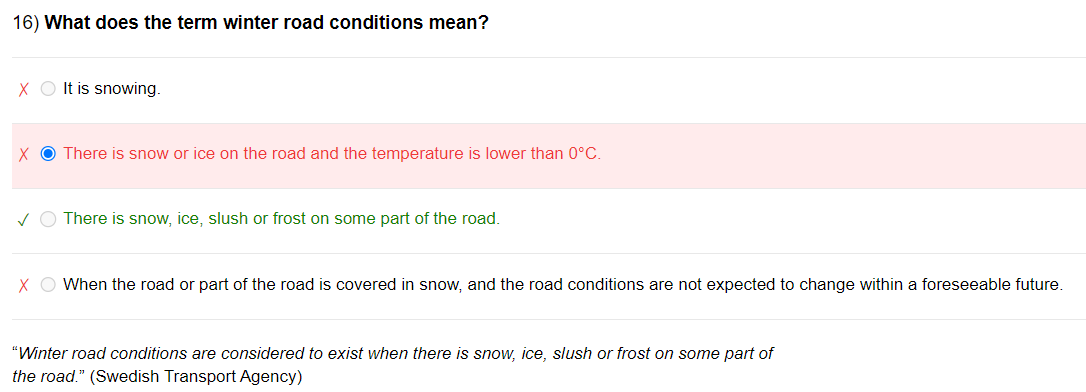 16) What does the term winter road conditions mean?
X It is snowing.
X There is snow or ice on the road and the temperature is lower than 0°C.
✓ There is snow, ice, slush or frost on some part of the road.
X When the road or part of the road is covered in snow, and the road conditions are not expected to change within a foreseeable future.
“Winter road conditions are considered to exist when there is snow, ice, slush or frost on some part of
the road.” (Swedish Transport Agency)